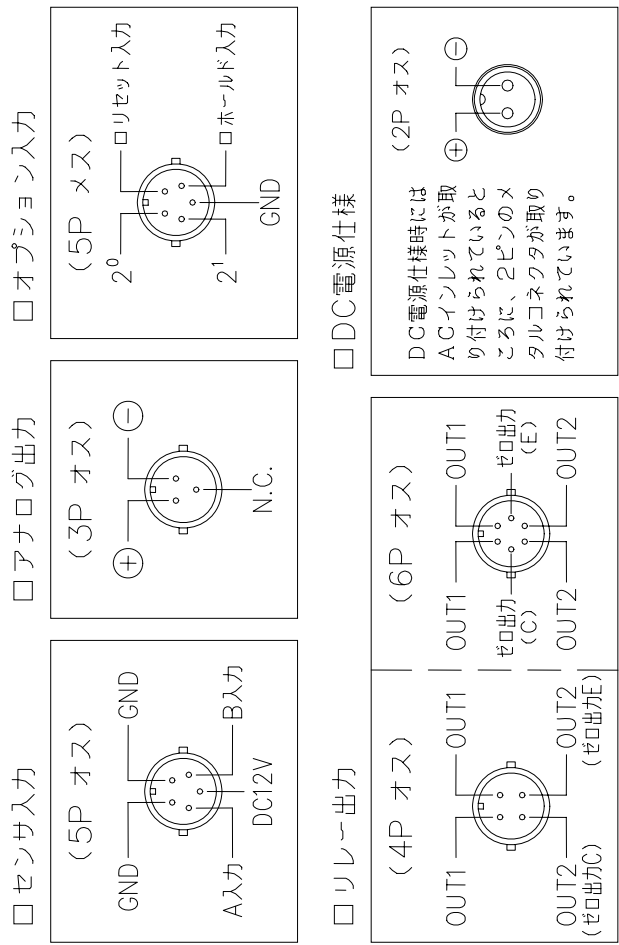 □センサ入力
(5P オス)
GND
GND
A入力
B入力
DC12V
□アナログ出力
(3P オス)
⊕
⊖
N.C.
□オプション入力
(5P メス)
2⁰
□リセット入力
2¹
□ホールド入力
GND
□リレー出力
(4P オス)
OUT1
OUT1
OUT2
(ゼロ出力C)
OUT2
(ゼロ出力E)
(6P オス)
OUT1
OUT1
ゼロ出力
(C)
ゼロ出力
(E)
OUT2
OUT2
□DC電源仕様
DC電源仕様時には
ACインレットが取
り付けられていると
ころに、2ピンのメ
タルコネクタが取り
付けられています。
(2P オス)
⊕
⊖